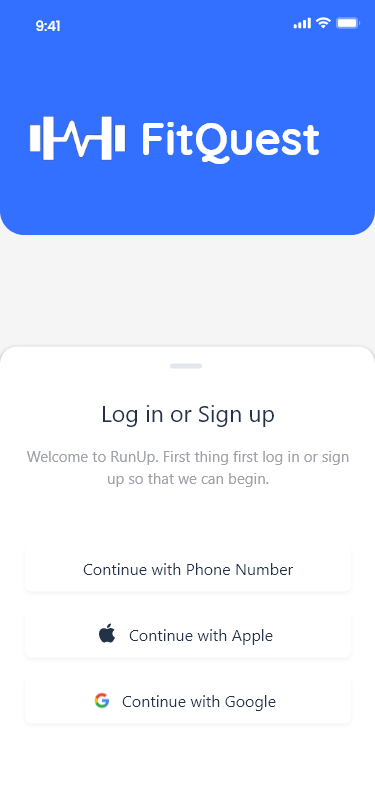 9:41
FitQuest
Log in or Sign up
Welcome to RunUp. First thing first log in or sign
up so that we can begin.
Continue with Phone Number
Continue with Apple
Continue with Google